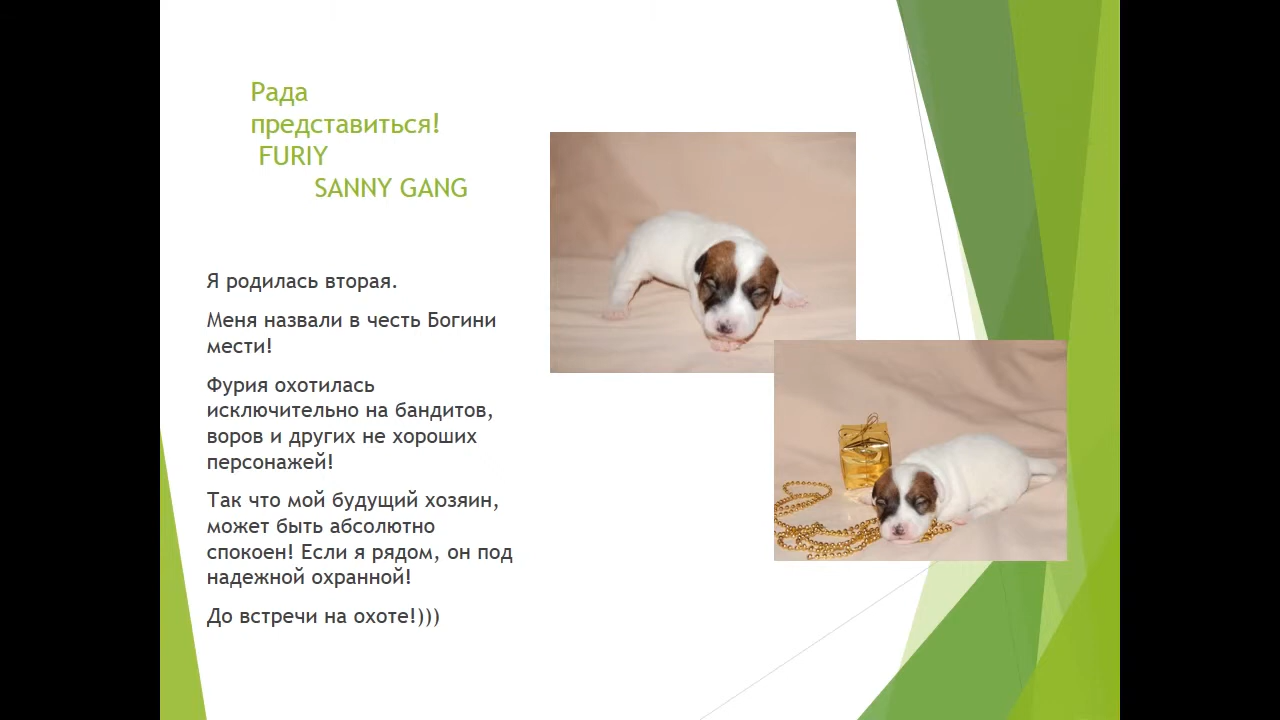 Рада
представиться!
FURIY
SANNY GANG
Я родилась вторая.
Меня назвали в честь Богини
мести!
Фурия охотилась
исключительно на бандитов,
воров и других не хороших
персонажей!
Так что мой будущий хозяин,
может быть абсолютно
спокоен! Если я рядом, он под
надежной охранной!
До встречи на охоте!)))